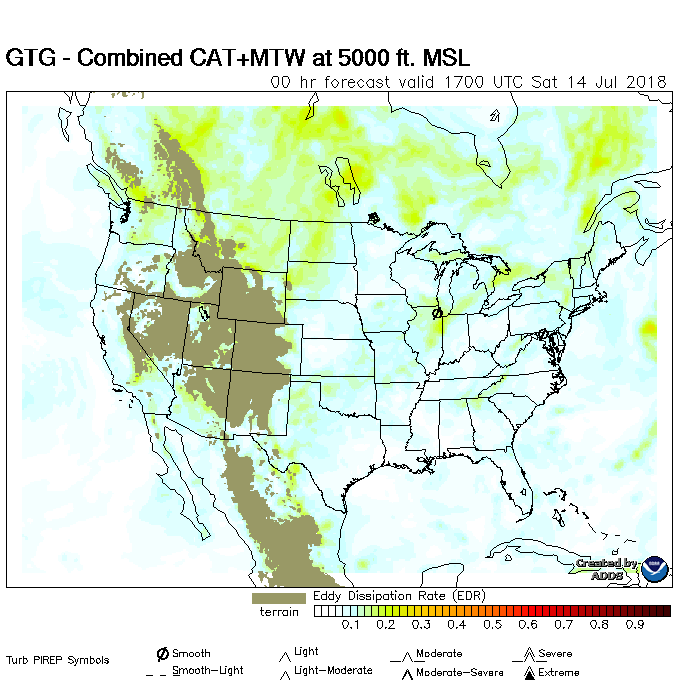 GTG - Combined CAT+MTW at 5000 ft. MSL
00 hr forecast valid 1700 UTC Sat 14 Jul 2018
Created by
ADDS
Eddy Dissipation Rate (EDR)
terrain
0.1 0.2 0.3 0.4 0.5 0.6 0.7 0.8 0.9
Turb PIREP Symbols
Smooth Light Moderate Severe
Smooth-Light Light-Moderate Moderate-Severe Extreme